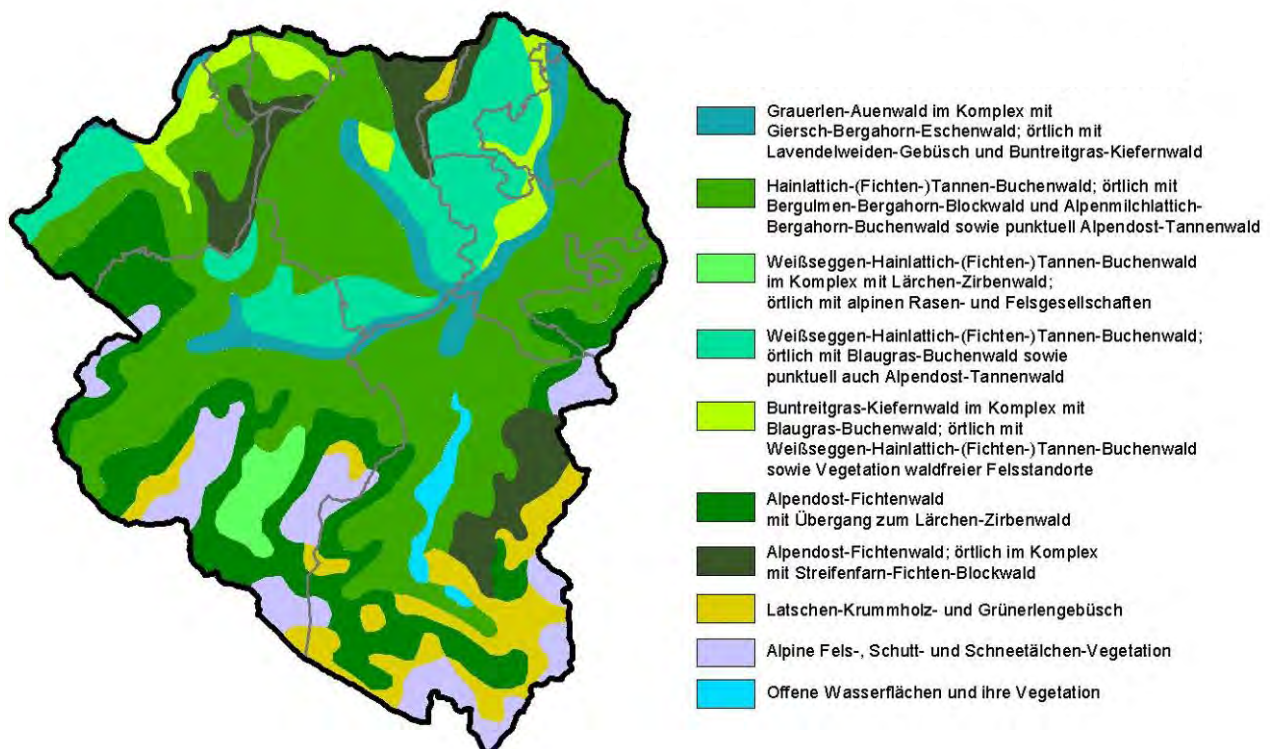 Grauerlen-Auenwald im Komplex mit
Giersch-Bergahorn-Eschenwald; örtlich mit
Lavendelweiden-Gebüsch und Buntreitgras-Kiefernwald
Hainlattich-(Fichten-)Tannen-Buchenwald; örtlich mit
Bergulmen-Bergahorn-Blockwald und Alpenmilchlattich-
Bergahorn-Buchenwald sowie punktuell Alpendost-Tannenwald
Weißseggen-Hainlattich-(Fichten-)Tannen-Buchenwald
im Komplex mit Lärchen-Zirbenwald;
örtlich mit alpinen Rasen- und Felsgesellschaften
Weißseggen-Hainlattich-(Fichten-)Tannen-Buchenwald;
örtlich mit Blaugras-Buchenwald sowie
punktuell auch Alpendost-Tannenwald
Buntreitgras-Kiefernwald im Komplex mit
Blaugras-Buchenwald; örtlich mit
Weißseggen-Hainlattich-(Fichten-)Tannen-Buchenwald
sowie Vegetation waldfreier Felsstandorte
Alpendost-Fichtenwald
mit Übergang zum Lärchen-Zirbenwald
Alpendost-Fichtenwald; örtlich im Komplex
mit Streifenfarn-Fichten-Blockwald
Latschen-Krummholz- und Grünerlengebüsch
Alpine Fels-, Schutt- und Schneetälchen-Vegetation
Offene Wasserflächen und ihre Vegetation